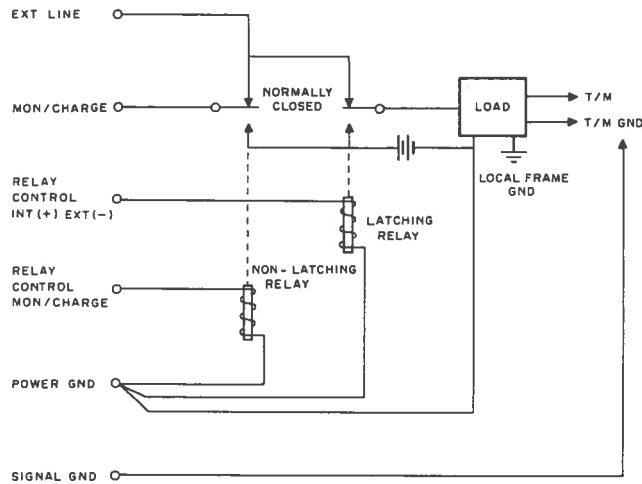 EXT LINE
MON/CHARGE
NORMALLY
CLOSED
LOAD
T/M
T/M GND
LOCAL FRAME
GND
RELAY
CONTROL
INT (+) EXT (-)
LATCHING
RELAY
RELAY
CONTROL
MON/CHARGE
NON-LATCHING
RELAY
POWER GND
SIGNAL GND